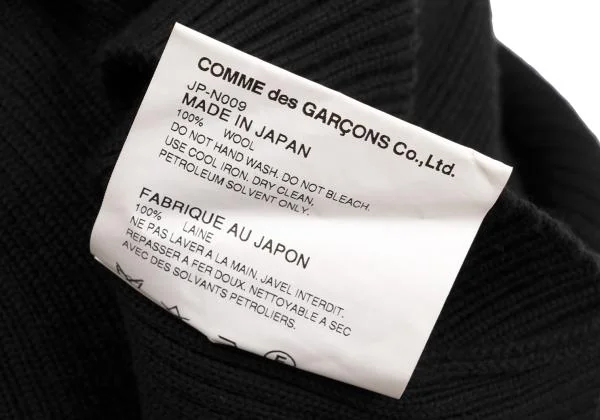 COMME des GARÇONS Co.,Ltd.
JP-N009
MADE IN JAPAN
100% WOOL
DO NOT HAND WASH. DO NOT BLEACH.
USE COOL IRON. DRY CLEAN,
PETROLEUM SOLVENT ONLY.
FABRIQUE AU JAPON
100% LAINE
NE PAS LAVER A LA MAIN. JAVEL INTERDIT.
REPASSER A FER DOUX. NETTOYABLE A SEC
AVEC DES SOLVANTS PETROLIERS.